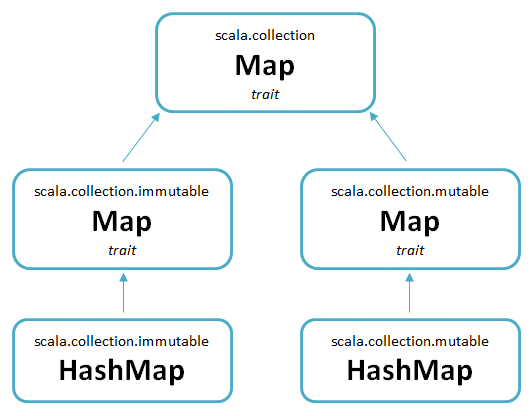 scala.collection
Map
trait
scala.collection.immutable
Map
trait
scala.collection.mutable
Map
trait
scala.collection.immutable
HashMap
scala.collection.mutable
HashMap